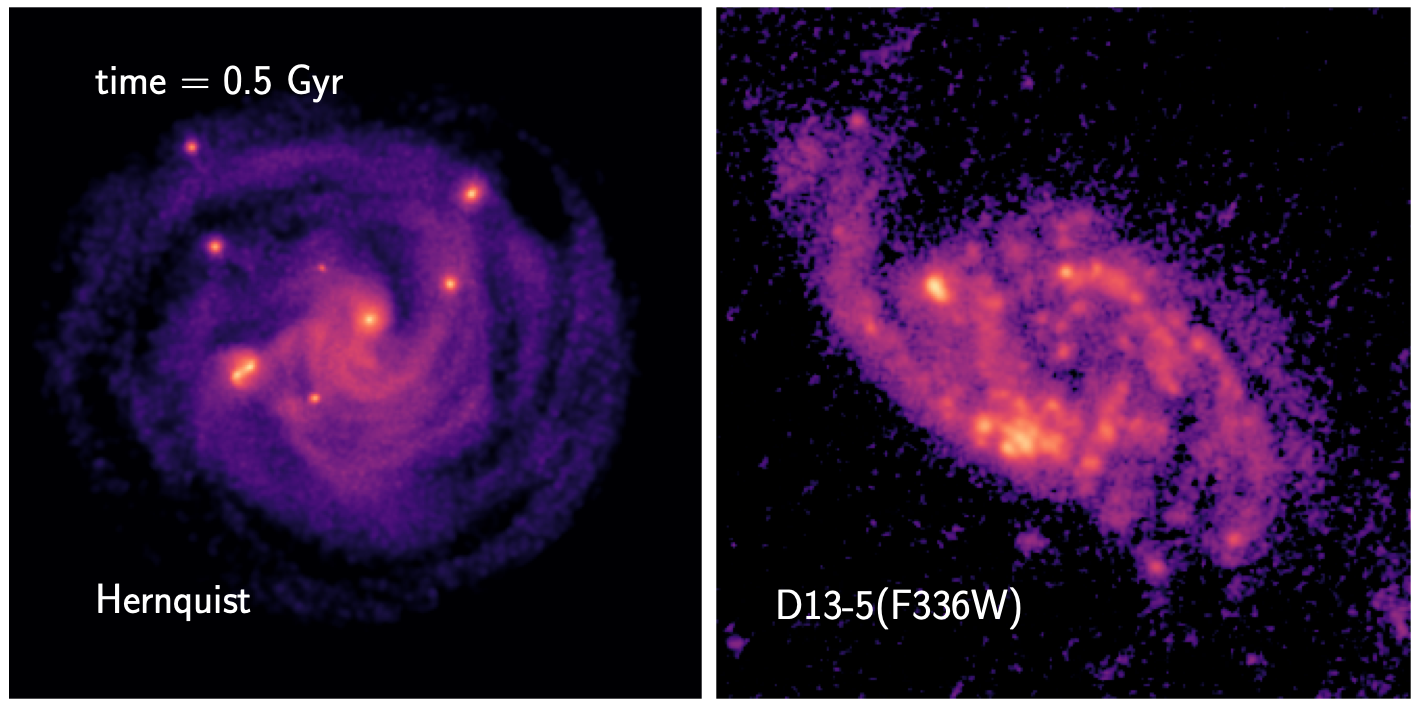 time = 0.5 Gyr
Hernquist
D13-5(F336W)